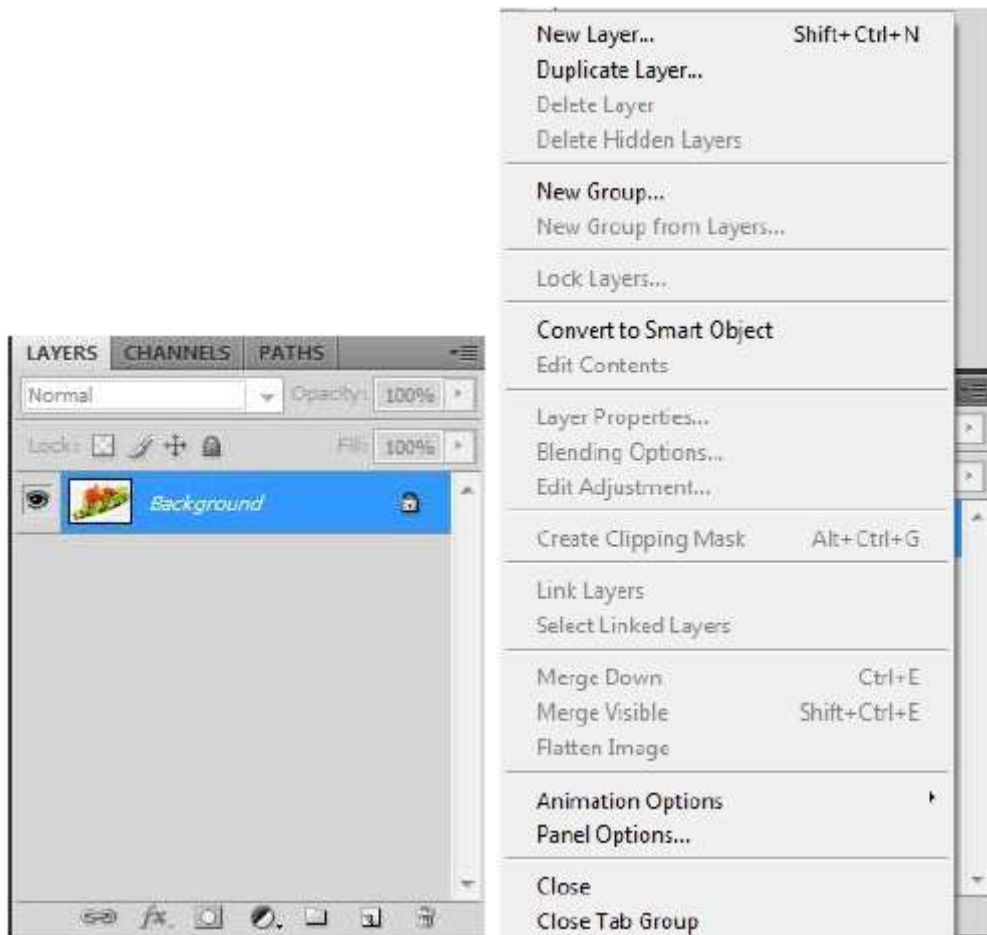 LAYERS CHANNELS PATHS
Normal Opacity: 100%
Lock: Fill: 100%
Background
fx.
New Layer... Shift+Ctrl+N
Duplicate Layer...
Delete Layer
Delete Hidden Layers
New Group...
New Group from Layers...
Lock Layers...
Convert to Smart Object
Edit Contents
Layer Properties...
Blending Options...
Edit Adjustment...
Create Clipping Mask Alt+Ctrl+G
Link Layers
Select Linked Layers
Merge Down Ctrl+E
Merge Visible Shift+Ctrl+E
Flatten Image
Animation Options
Panel Options...
Close
Close Tab Group